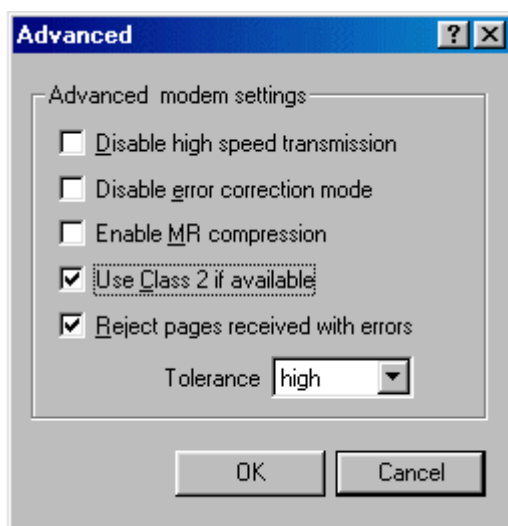 Advanced
Advanced modem settings
Disable high speed transmission
Disable error correction mode
Enable MR compression
Use Class 2 if available
Reject pages received with errors
Tolerance high
OK Cancel